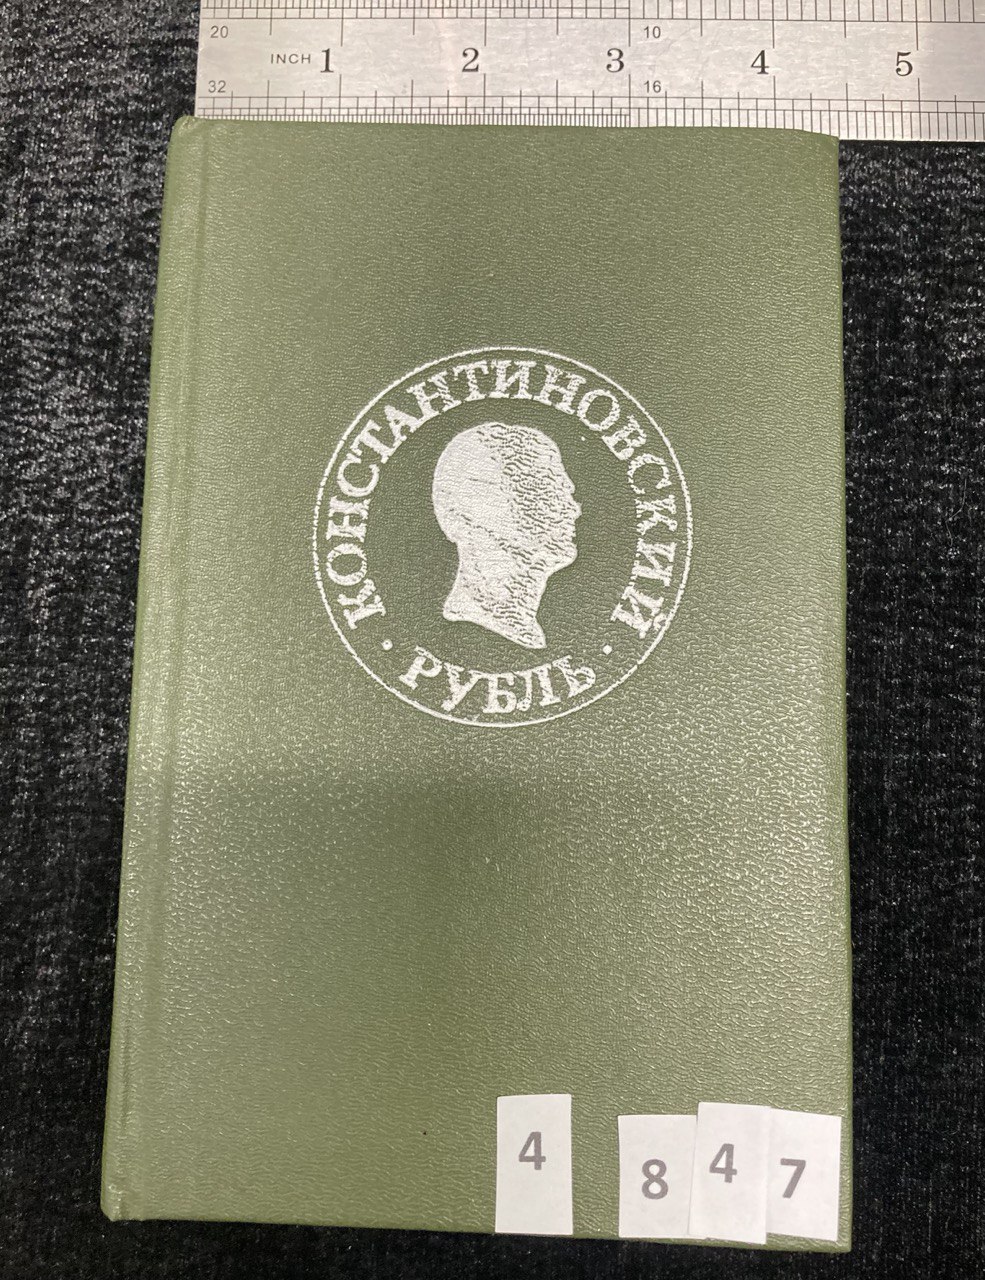 20 10
INCH 1 2 3 4 5
32 16
КОНСТАНТИНОВСКИЙ
· РУБЛЬ ·
4 8 4 7